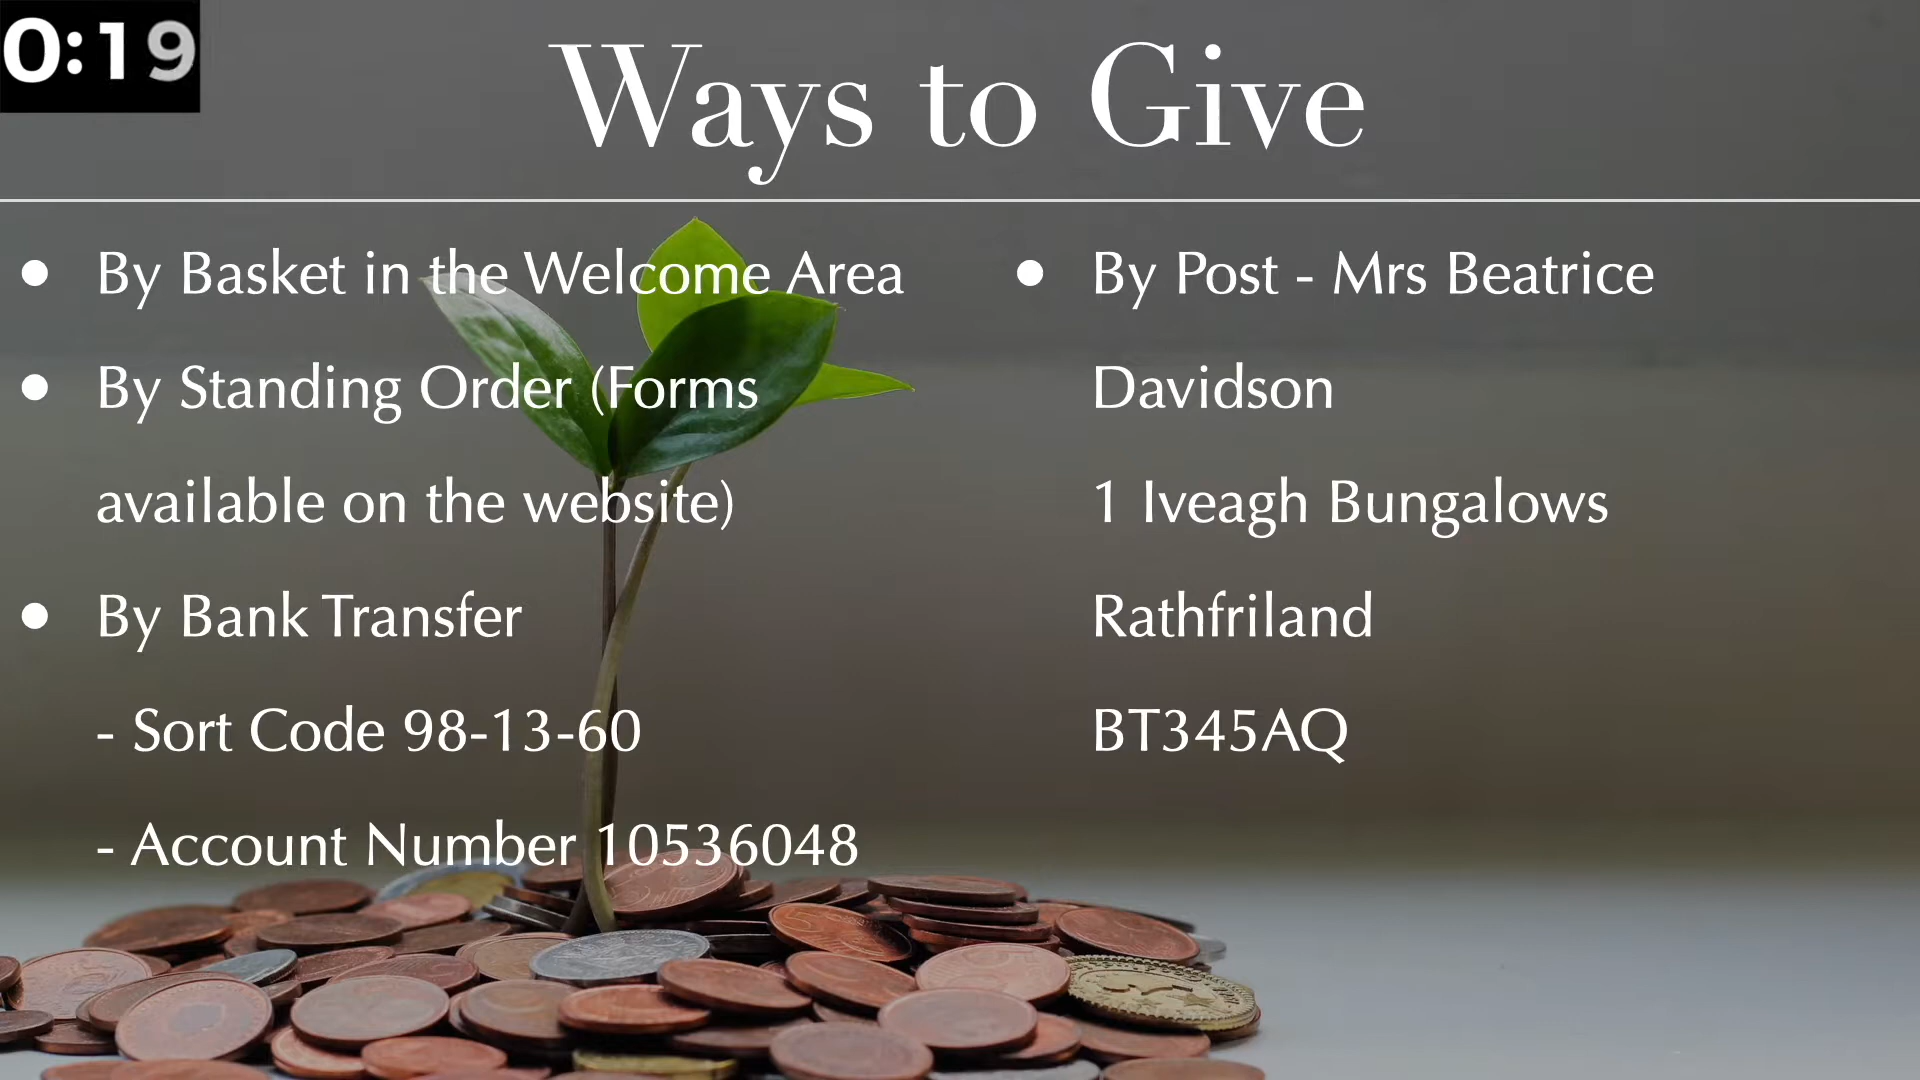 0:19
Ways to Give
● By Basket in the Welcome Area
● By Standing Order (Forms
available on the website)
● By Bank Transfer
- Sort Code 98-13-60
- Account Number 10536048
● By Post - Mrs Beatrice
Davidson
1 Iveagh Bungalows
Rathfriland
BT345AQ